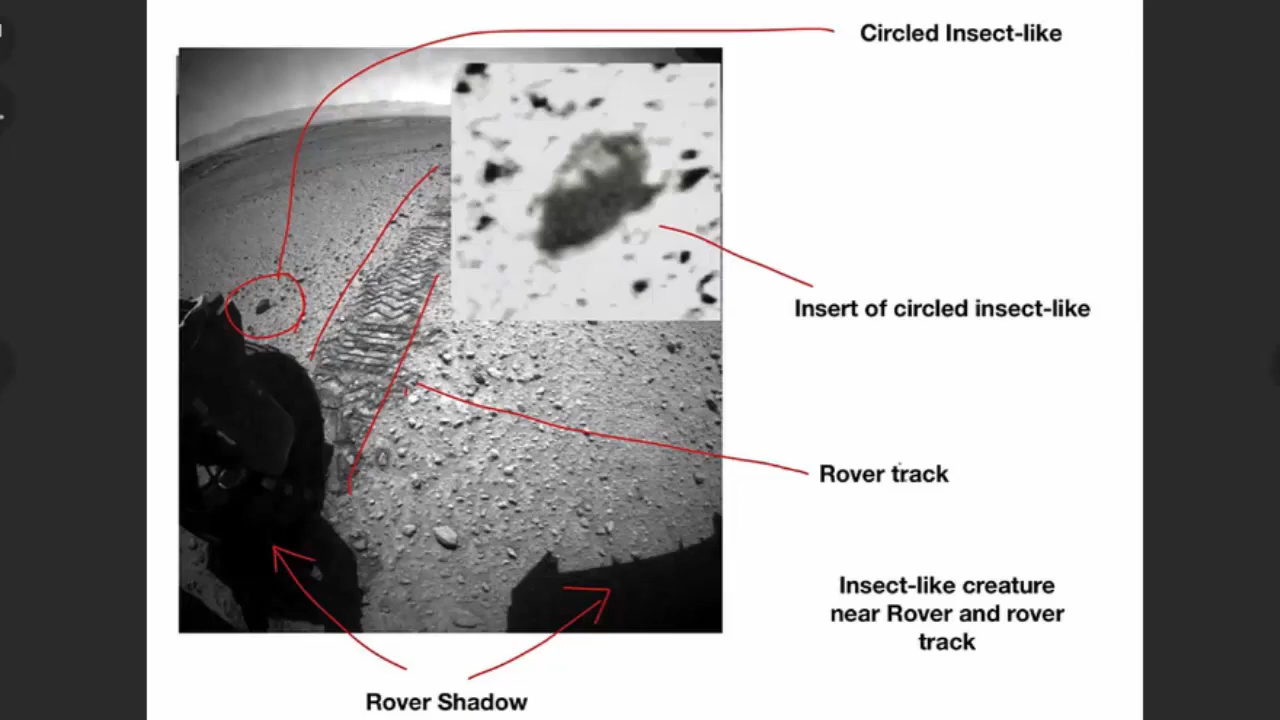 Circled Insect-like
Insert of circled insect-like
Rover track
Insect-like creature
near Rover and rover
track
Rover Shadow